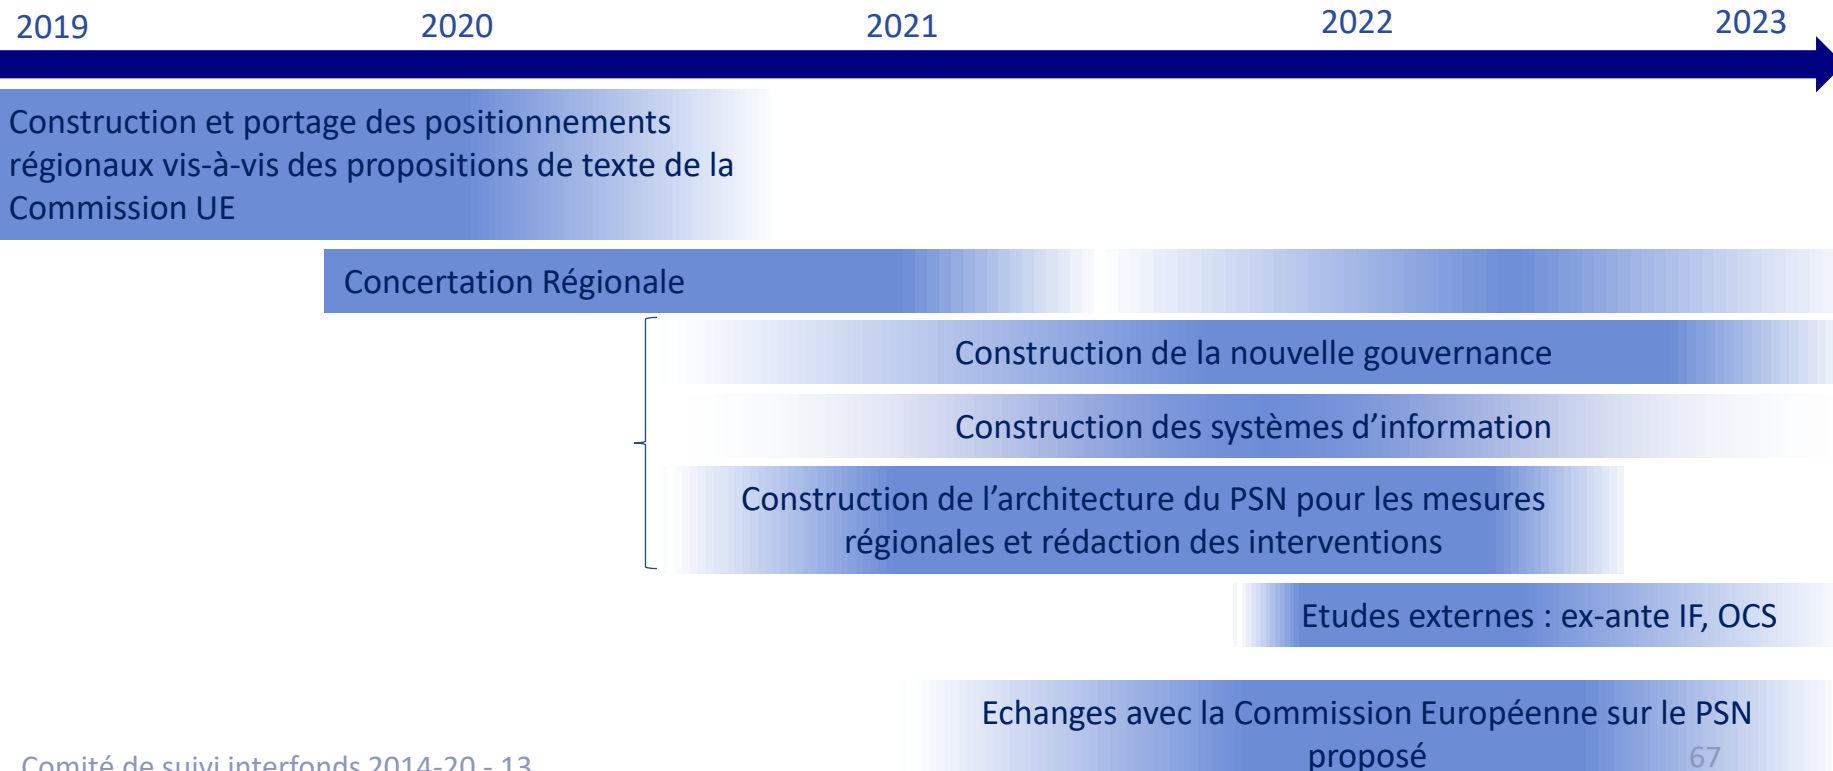 2019
2020
2021
2022
2023
Construction et portage des positionnements
régionaux vis-à-vis des propositions de texte de la
Commission UE
Concertation Régionale
Construction de la nouvelle gouvernance
Construction des systèmes d’information
Construction de l’architecture du PSN pour les mesures
régionales et rédaction des interventions
Etudes externes : ex-ante IF, OCS
Echanges avec la Commission Européenne sur le PSN
proposé
Comité de suivi interfonds 2014-20 - 13
67